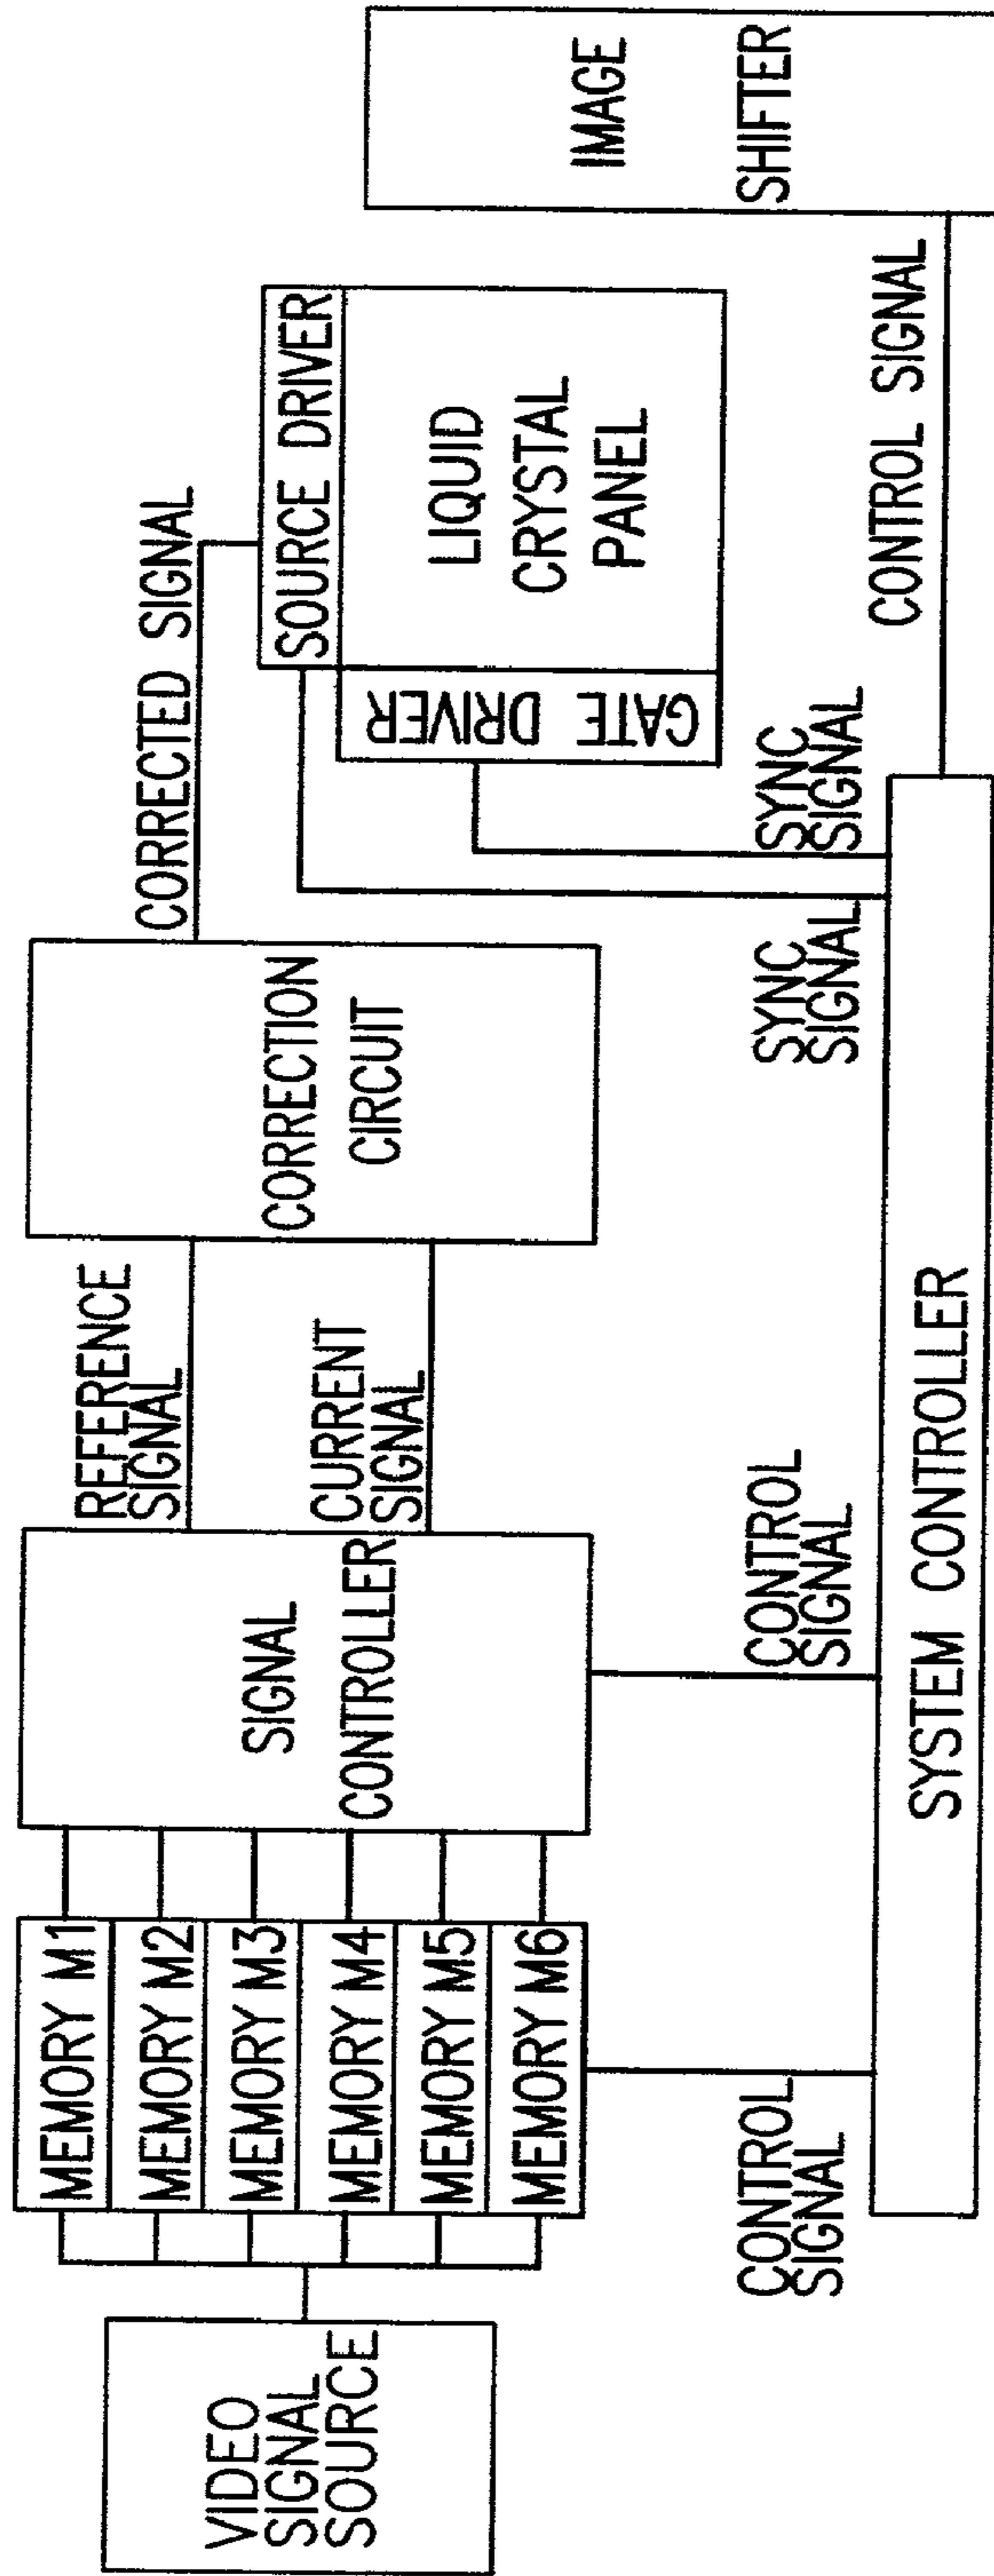 VIDEO
SIGNAL
SOURCE
MEMORY M1
MEMORY M2
MEMORY M3
MEMORY M4
MEMORY M5
MEMORY M6
SIGNAL
CONTROLLER
REFERENCE
SIGNAL
CURRENT
SIGNAL
CORRECTION
CIRCUIT
CORRECTED SIGNAL
SOURCE DRIVER
GATE DRIVER
LIQUID
CRYSTAL
PANEL
IMAGE
SHIFTER
CONTROL
SIGNAL
CONTROL
SIGNAL
SYNC
SIGNAL
SYNC
SIGNAL
CONTROL SIGNAL
SYSTEM CONTROLLER